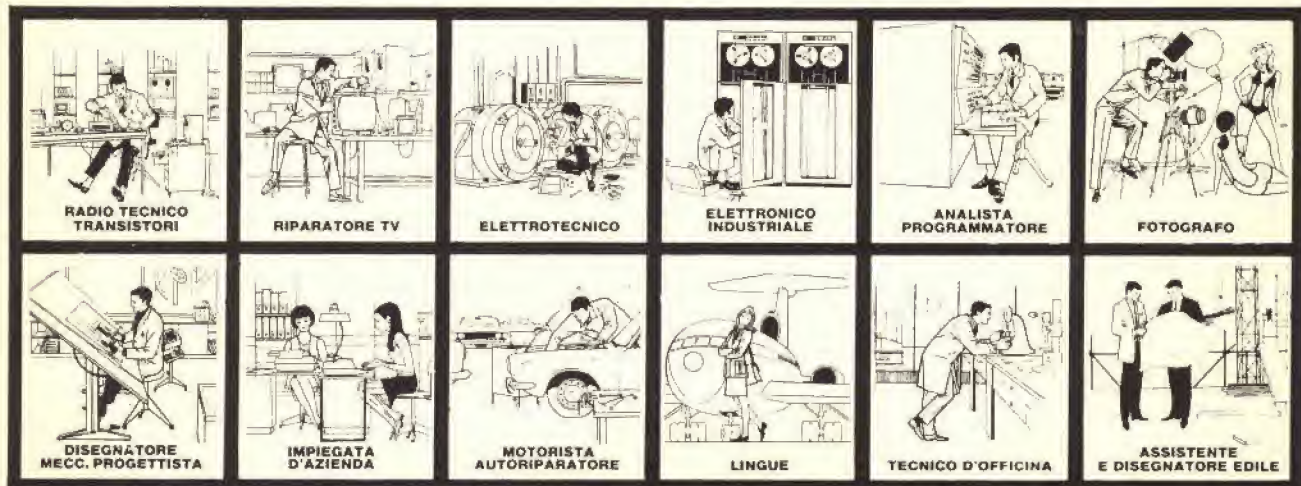 RADIO TECNICO
TRANSISTORI
RIPARATORE TV
ELETTROTECNICO
ELETTRONICO
INDUSTRIALE
ANALISTA
PROGRAMMATORE
FOTOGRAFO
DISEGNATORE
MECC. PROGETTISTA
IMPIEGATA
D'AZIENDA
MOTORISTA
AUTORIPARATORE
LINGUE
TECNICO D'OFFICINA
ASSISTENTE
E DISEGNATORE EDILE